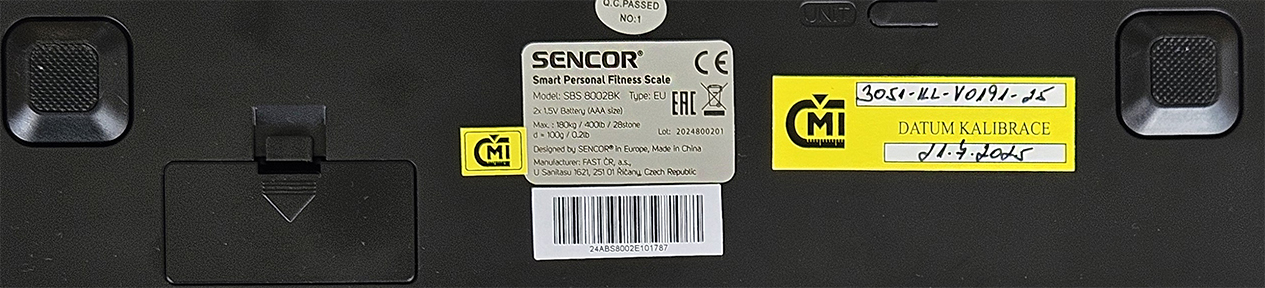 Q.C.PASSED
NO:1
UNIT
SENCOR®
CE
Smart Personal Fitness Scale
Model: SBS 8002BK Type: EU
2x 1.5V Battery (AAA size)
EAC
Max.: 180kg / 400lb / 28stone
d = 100g / 0.2lb
Lot: 2024800201
Designed by SENCOR® in Europe, Made in China
Manufacturer: FAST ČR, a.s.,
U Sanitasu 1621, 251 01 Říčany, Czech Republic
24ABS8002E101787
CMI
CMI
3051-KL-V0191-25
DATUM KALIBRACE
21.7.2025